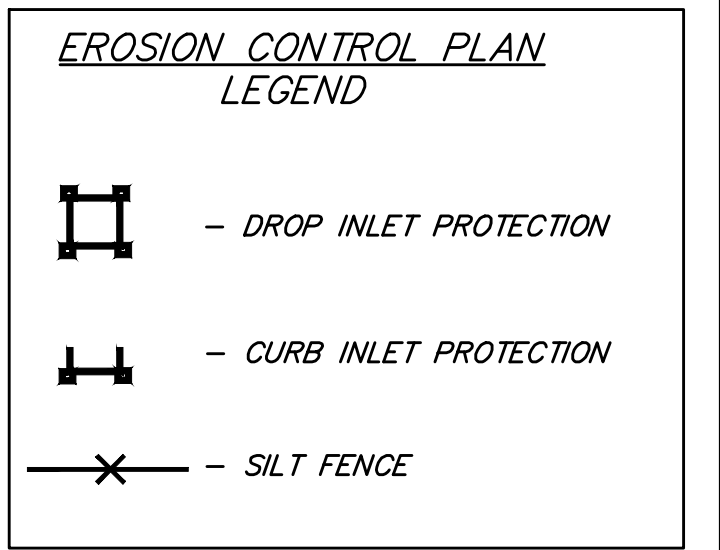 EROSION CONTROL PLAN
LEGEND
- DROP INLET PROTECTION
- CURB INLET PROTECTION
- SILT FENCE